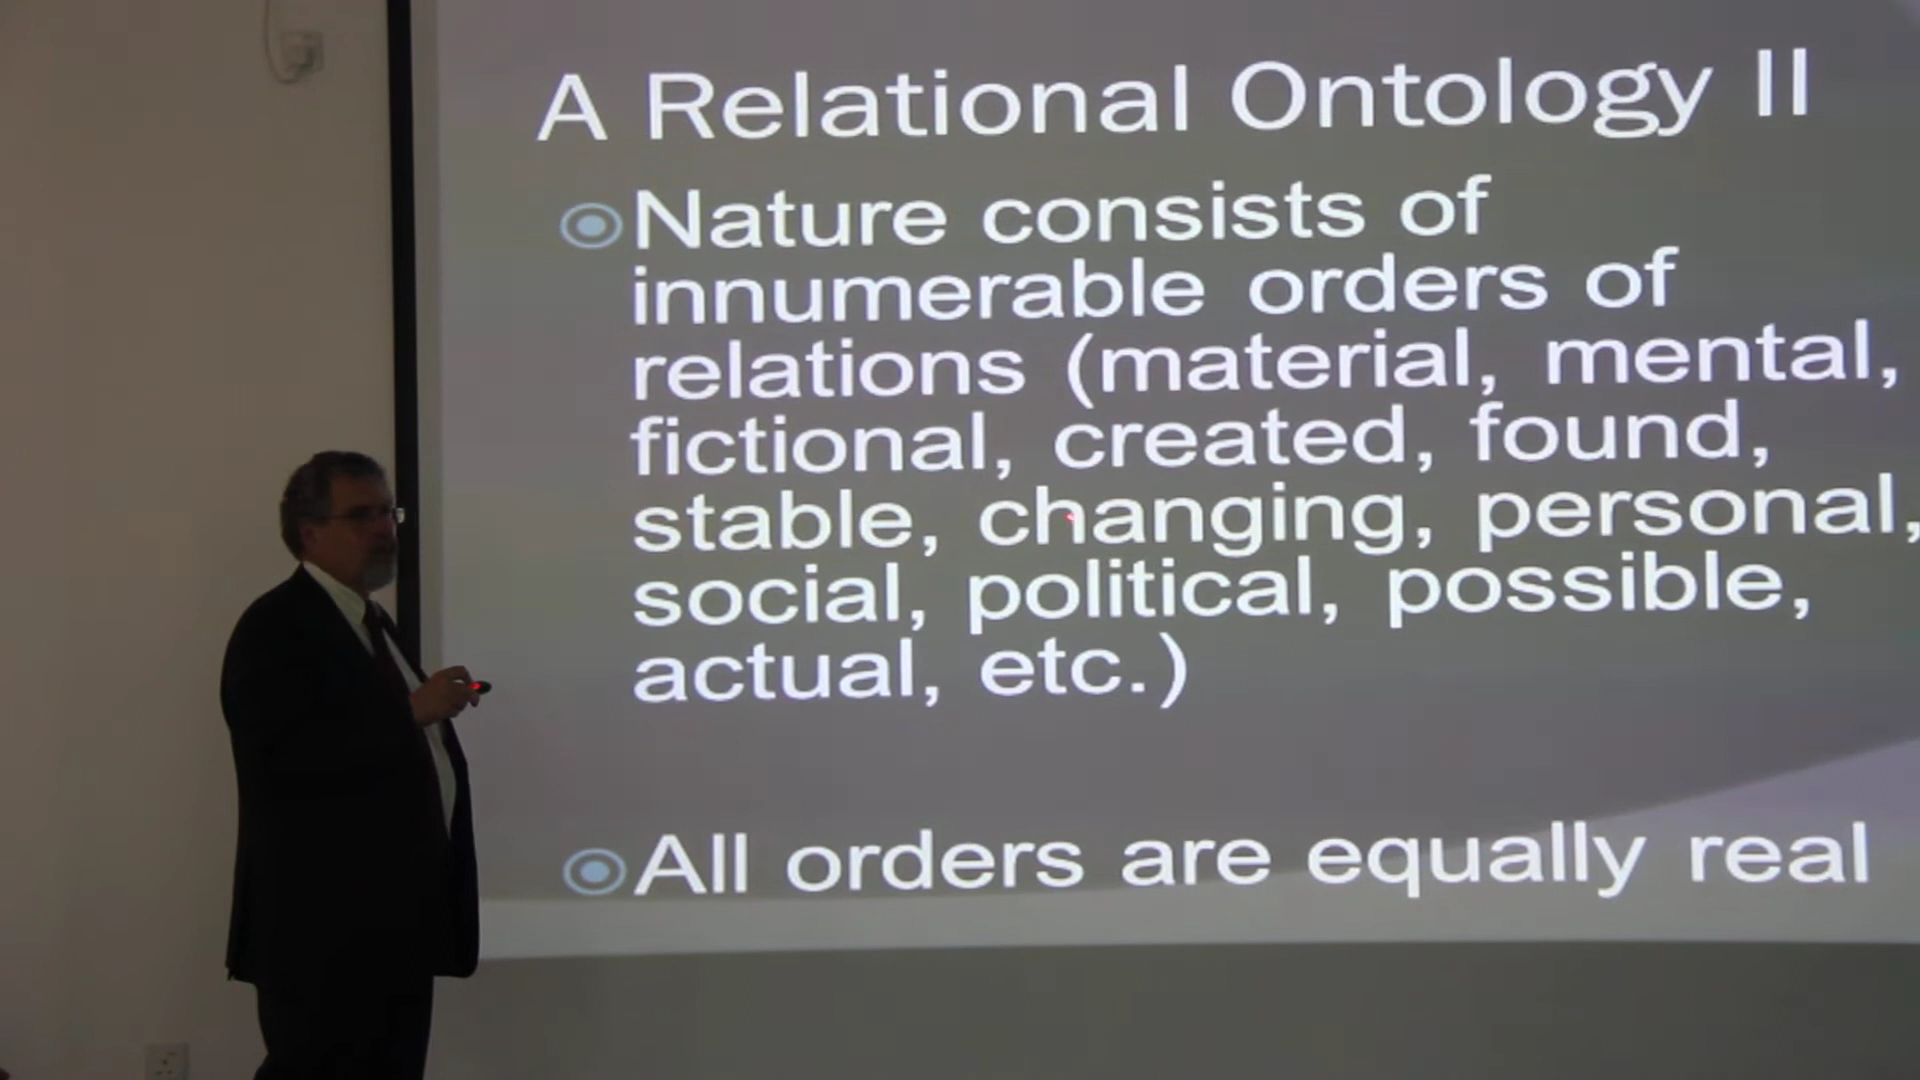 A Relational Ontology II
Nature consists of
innumerable orders of
relations (material, mental,
fictional, created, found,
stable, changing, personal,
social, political, possible,
actual, etc.)
All orders are equally real